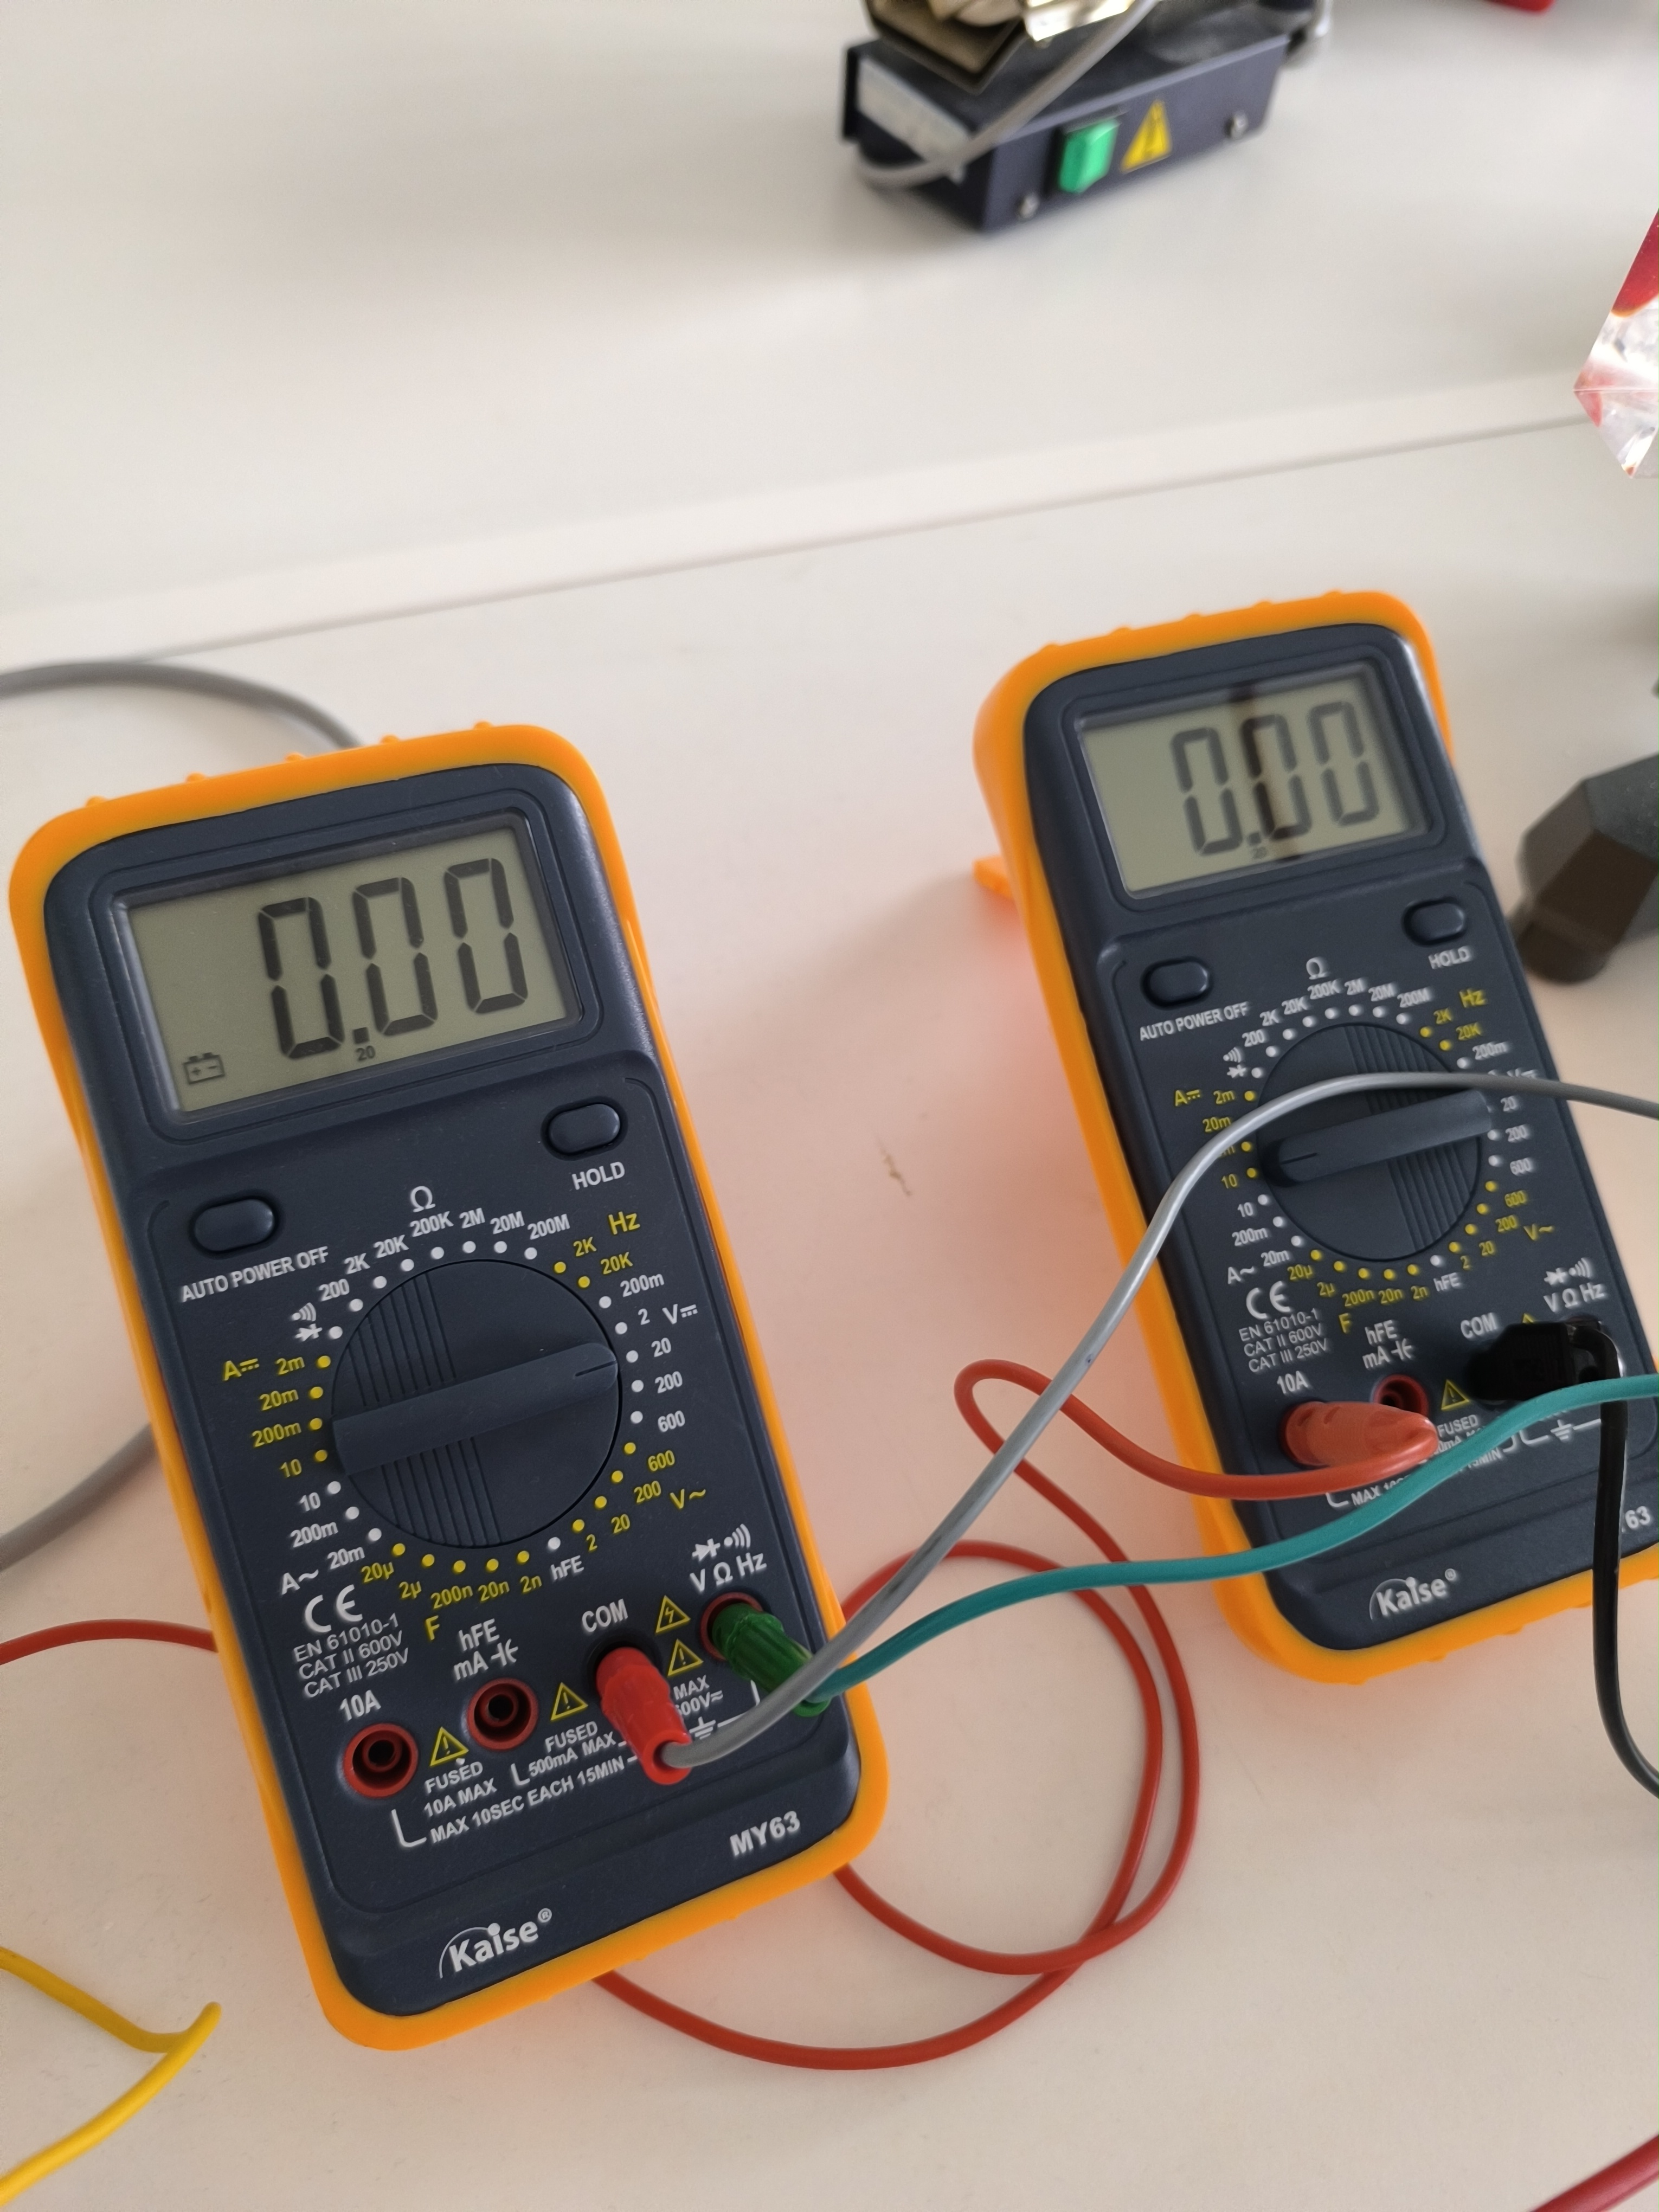 0.00
20
AUTO POWER OFF
HOLD
Ω
200 2K 20K 200K 2M 20M 200M
Hz
2K
20K
200m
2 V⎓
20
200
600
600
200 V~
20
2
hFE
A⎓ 2m
20m
200m
10
10
200m
A~ 20m
20µ 2µ 200n 20n 2n
F
CE
EN 61010-1
CAT II 600V
CAT III 250V
10A
hFE
mA
COM
V Ω Hz
MAX
600V≂
FUSED
10A MAX
FUSED
500mA MAX
MAX 10SEC EACH 15MIN
MY63
Kaise®
0.00
20
AUTO POWER OFF
HOLD
Ω
200 2K 20K 200K 2M 20M 200M
Hz
2K
20K
200m
20
200
600
600
200 V~
20
2
hFE
A⎓ 2m
20m
10
10
200m
A~ 20m
20µ 2µ 200n 20n 2n
F
CE
EN 61010-1
CAT II 600V
CAT III 250V
10A
hFE
mA
COM
V Ω Hz
FUSED
63
Kaise®